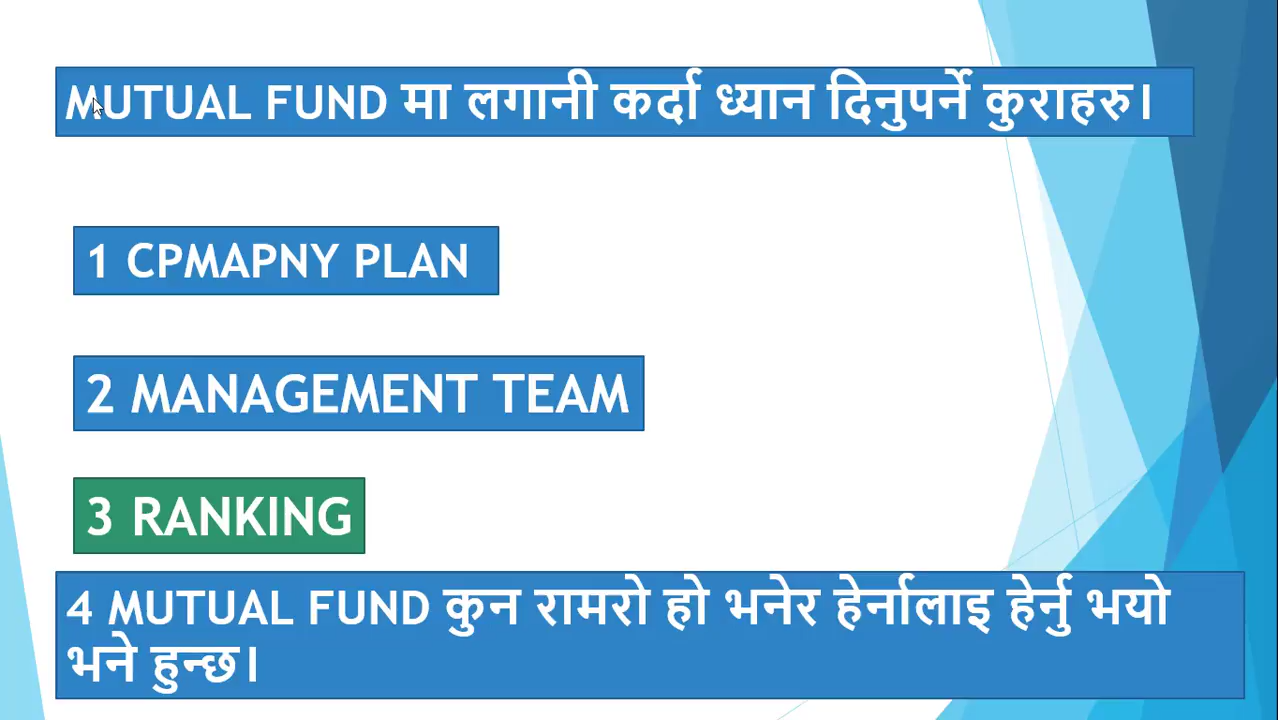 MUTUAL FUND मा लगानी कर्दा ध्यान दिनुपर्ने कुराहरु।
1 CPMAPNY PLAN
2 MANAGEMENT TEAM
3 RANKING
4 MUTUAL FUND कुन रामरो हो भनेर हेर्नालाइ हेर्नु भयो
भने हुन्छ।